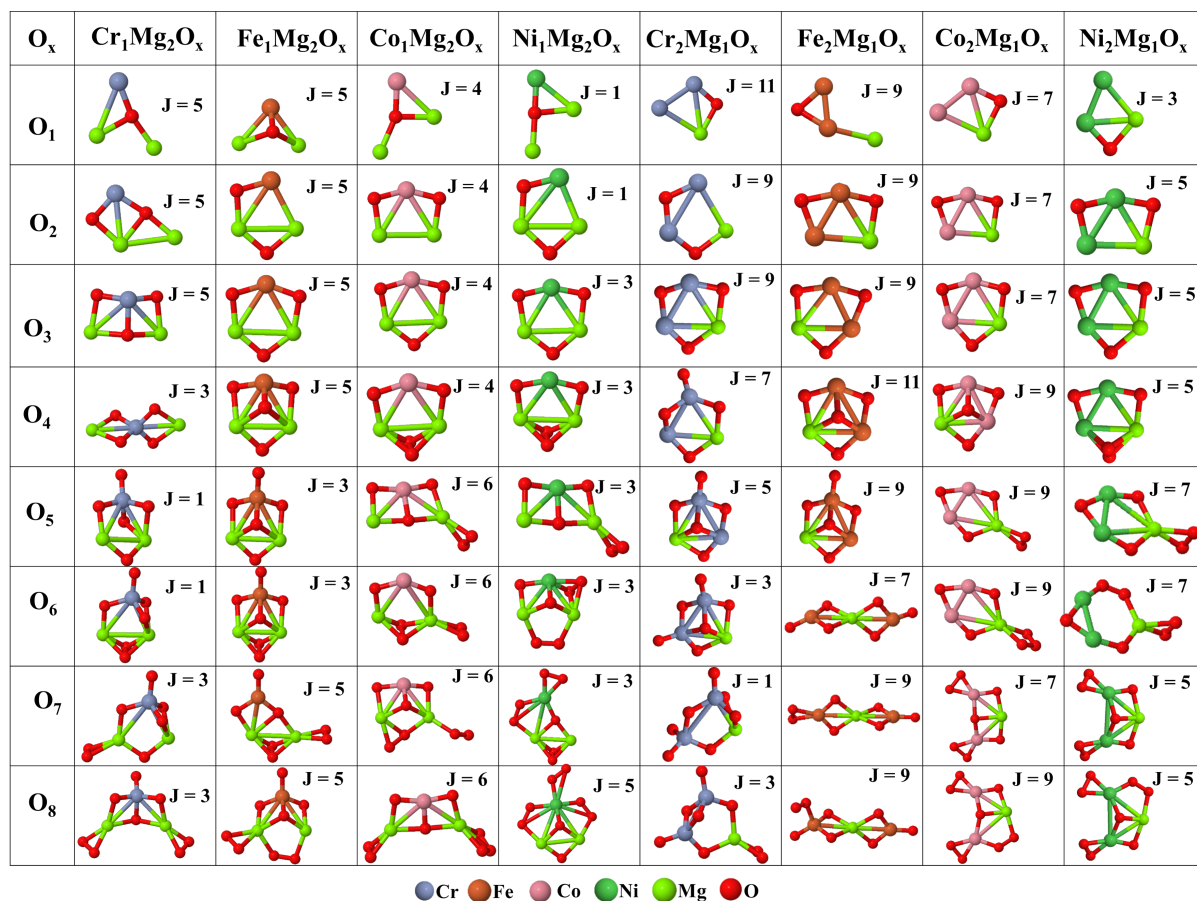 Oₓ Cr₁Mg₂Oₓ Fe₁Mg₂Oₓ Co₁Mg₂Oₓ Ni₁Mg₂Oₓ Cr₂Mg₁Oₓ Fe₂Mg₁Oₓ Co₂Mg₁Oₓ Ni₂Mg₁Oₓ
O₁ J = 5 J = 5 J = 4 J = 1 J = 11 J = 9 J = 7 J = 3
O₂ J = 5 J = 5 J = 4 J = 1 J = 9 J = 9 J = 7 J = 5
O₃ J = 5 J = 5 J = 4 J = 3 J = 9 J = 9 J = 7 J = 5
O₄ J = 3 J = 5 J = 4 J = 3 J = 7 J = 11 J = 9 J = 5
O₅ J = 1 J = 3 J = 6 J = 3 J = 5 J = 9 J = 9 J = 7
O₆ J = 1 J = 3 J = 6 J = 3 J = 3 J = 7 J = 9 J = 7
O₇ J = 3 J = 5 J = 6 J = 3 J = 1 J = 9 J = 7 J = 5
O₈ J = 3 J = 5 J = 6 J = 5 J = 3 J = 9 J = 9 J = 5
Cr Fe Co Ni Mg O